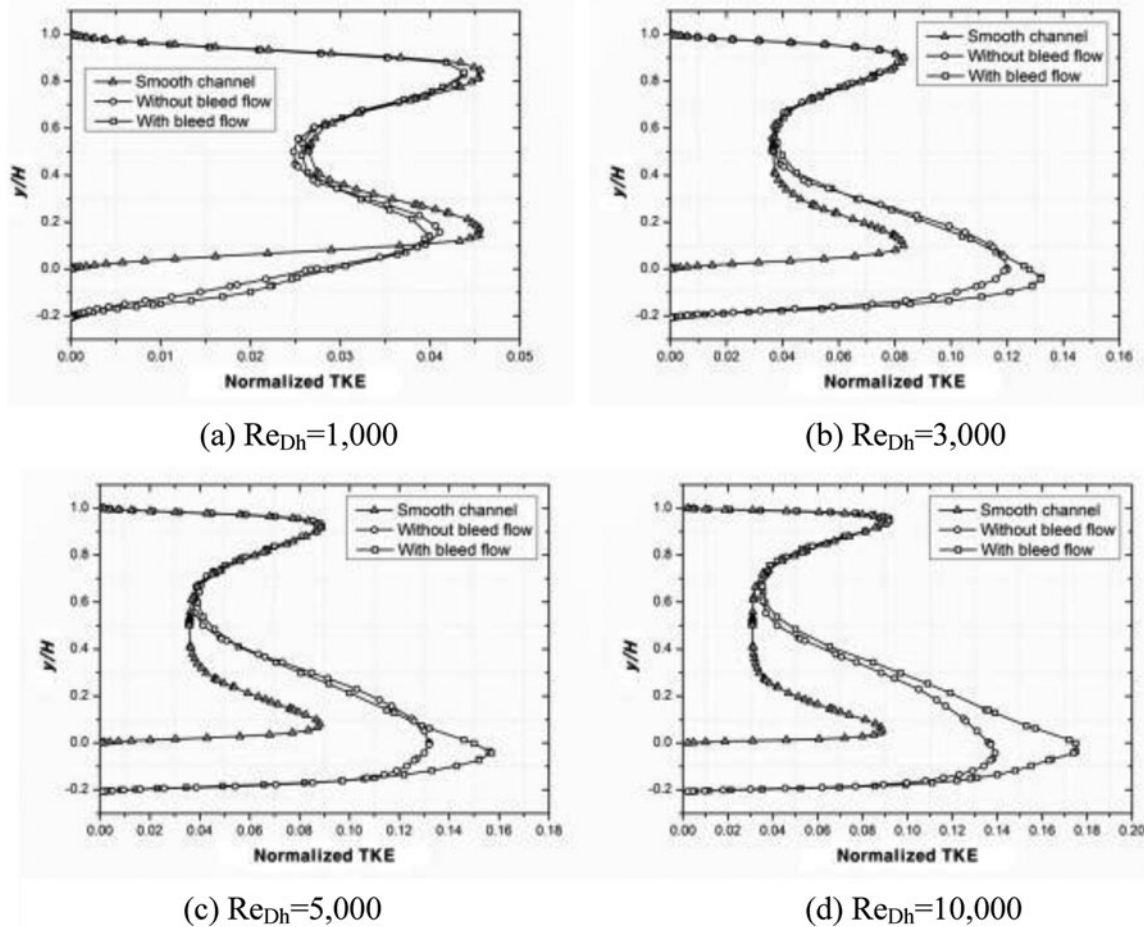 1.0
0.8
0.6
0.4
0.2
0.0
-0.2
y/H
Smooth channel
Without bleed flow
With bleed flow
0.00 0.01 0.02 0.03 0.04 0.05
Normalized TKE
(a) Re_Dh=1,000
1.0
0.8
0.6
0.4
0.2
0.0
-0.2
y/H
Smooth channel
Without bleed flow
With bleed flow
0.00 0.02 0.04 0.06 0.08 0.10 0.12 0.14 0.16
Normalized TKE
(b) Re_Dh=3,000
1.0
0.8
0.6
0.4
0.2
0.0
-0.2
y/H
Smooth channel
Without bleed flow
With bleed flow
0.00 0.02 0.04 0.06 0.08 0.10 0.12 0.14 0.16 0.18
Normalized TKE
(c) Re_Dh=5,000
1.0
0.8
0.6
0.4
0.2
0.0
-0.2
y/H
Smooth channel
Without bleed flow
With bleed flow
0.00 0.02 0.04 0.06 0.08 0.10 0.12 0.14 0.16 0.18 0.20
Normalized TKE
(d) Re_Dh=10,000